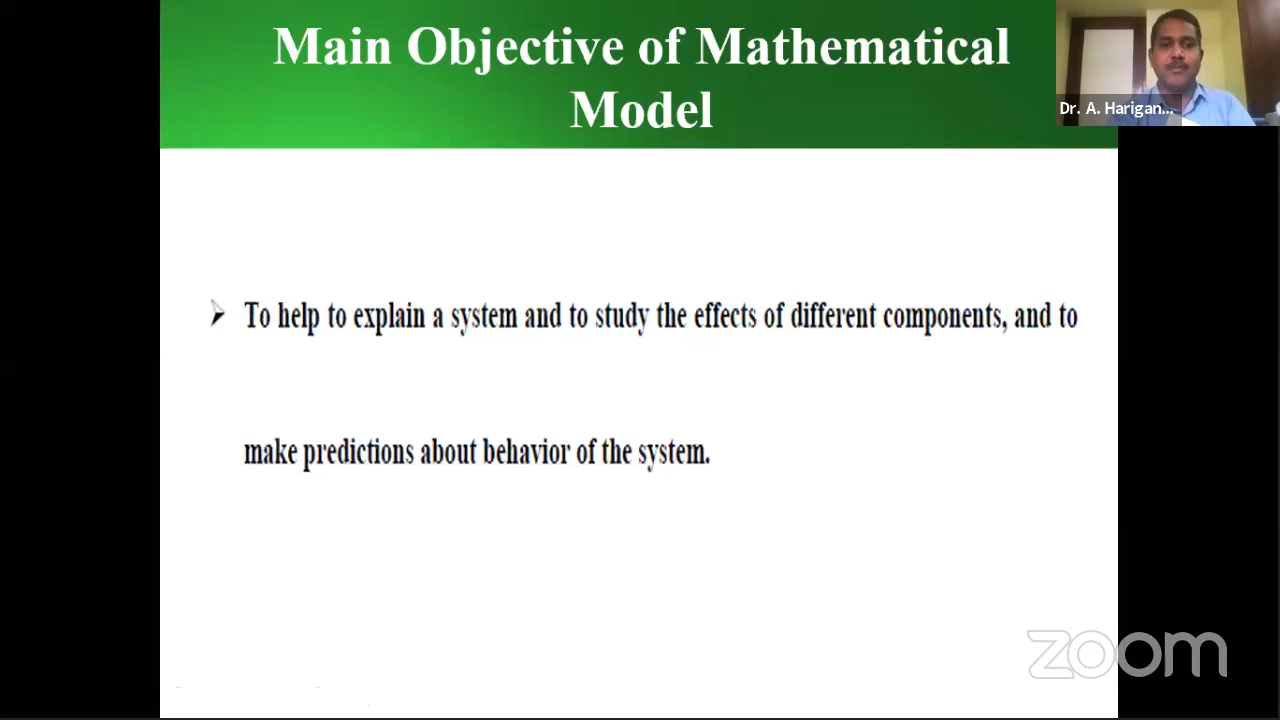 Main Objective of Mathematical
Model
Dr. A. Harigan...
➤ To help to explain a system and to study the effects of different components, and to
make predictions about behavior of the system.
zoom